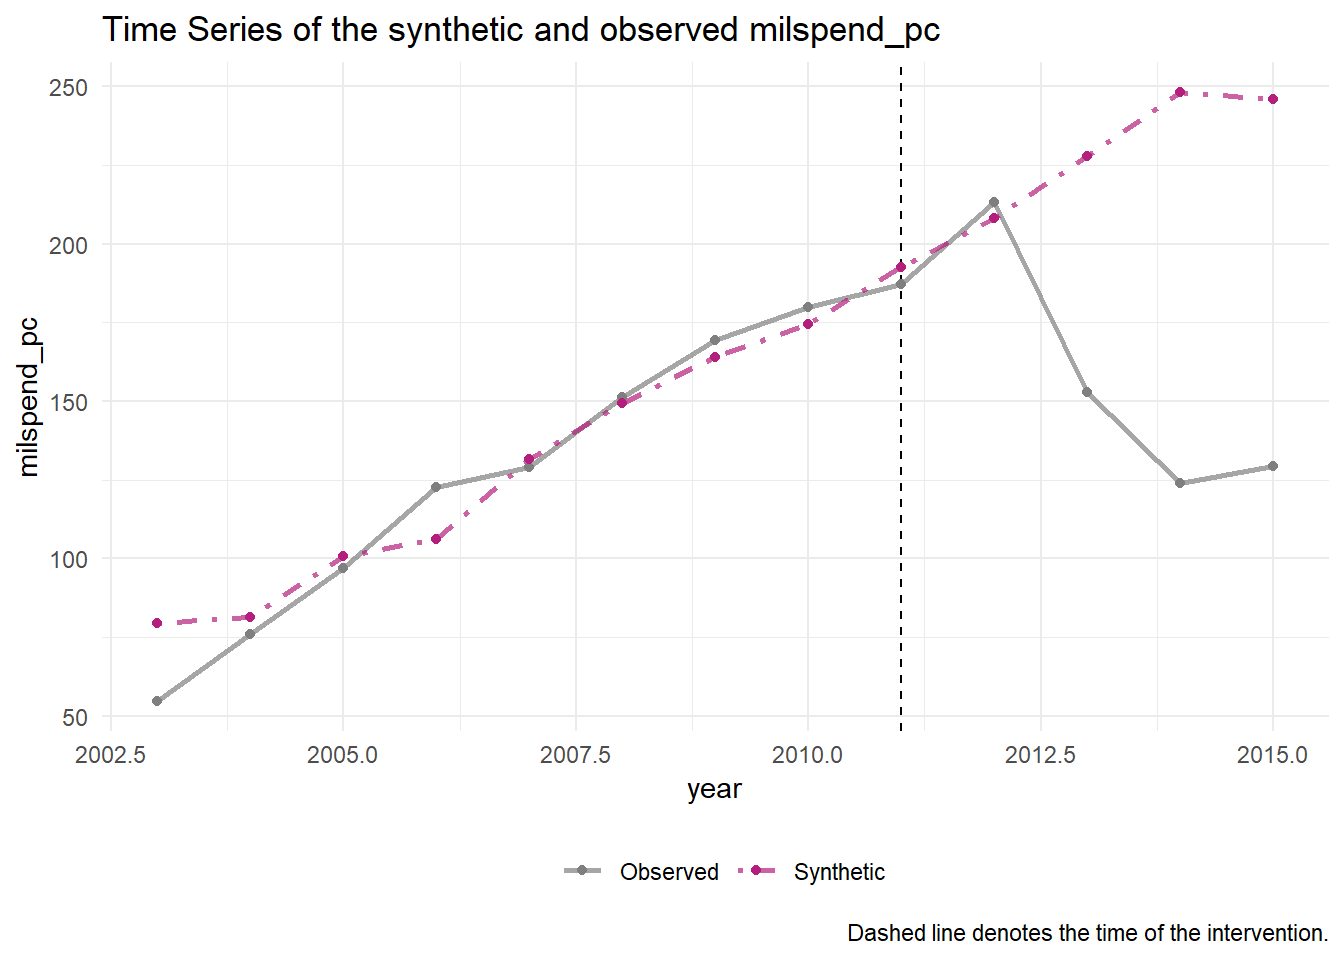 Time Series of the synthetic and observed milspend_pc
250
200
150
100
50
milspend_pc
2002.5 2005.0 2007.5 2010.0 2012.5 2015.0
year
Observed Synthetic
Dashed line denotes the time of the intervention.